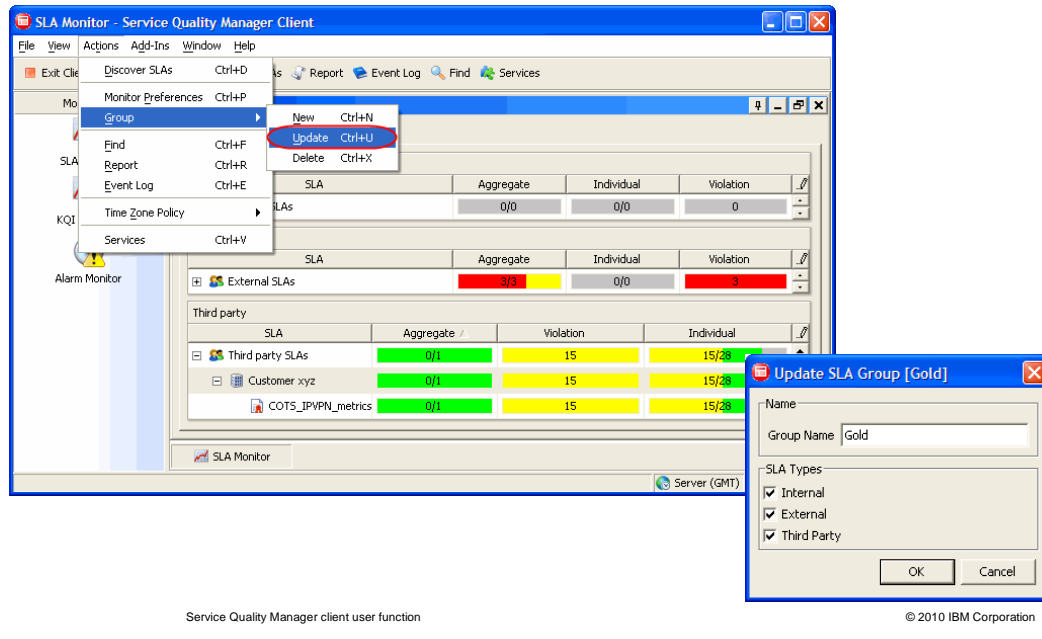 SLA Monitor - Service Quality Manager Client
File View Actions Add-Ins Window Help
Exit Clie
As Report Event Log Find Services
Discover SLAs Ctrl+D
Monitor Preferences Ctrl+P
Group
Find Ctrl+F
Report Ctrl+R
Event Log Ctrl+E
Time Zone Policy
Services Ctrl+V
New Ctrl+N
Update Ctrl+U
Delete Ctrl+X
Mo
SLA
KQI
Alarm Monitor
SLA Aggregate Individual Violation
SLAs 0/0 0/0 0
SLA Aggregate Individual Violation
External SLAs 3/3 0/0 3
Third party
SLA Aggregate Violation Individual
Third party SLAs 0/1 15 15/28
Customer xyz 0/1 15 15/28
COTS_IPVPN_metrics 0/1 15 15/28
SLA Monitor
Server (GMT)
Update SLA Group [Gold]
Name
Group Name Gold
SLA Types
Internal
External
Third Party
OK Cancel
Service Quality Manager client user function
© 2010 IBM Corporation